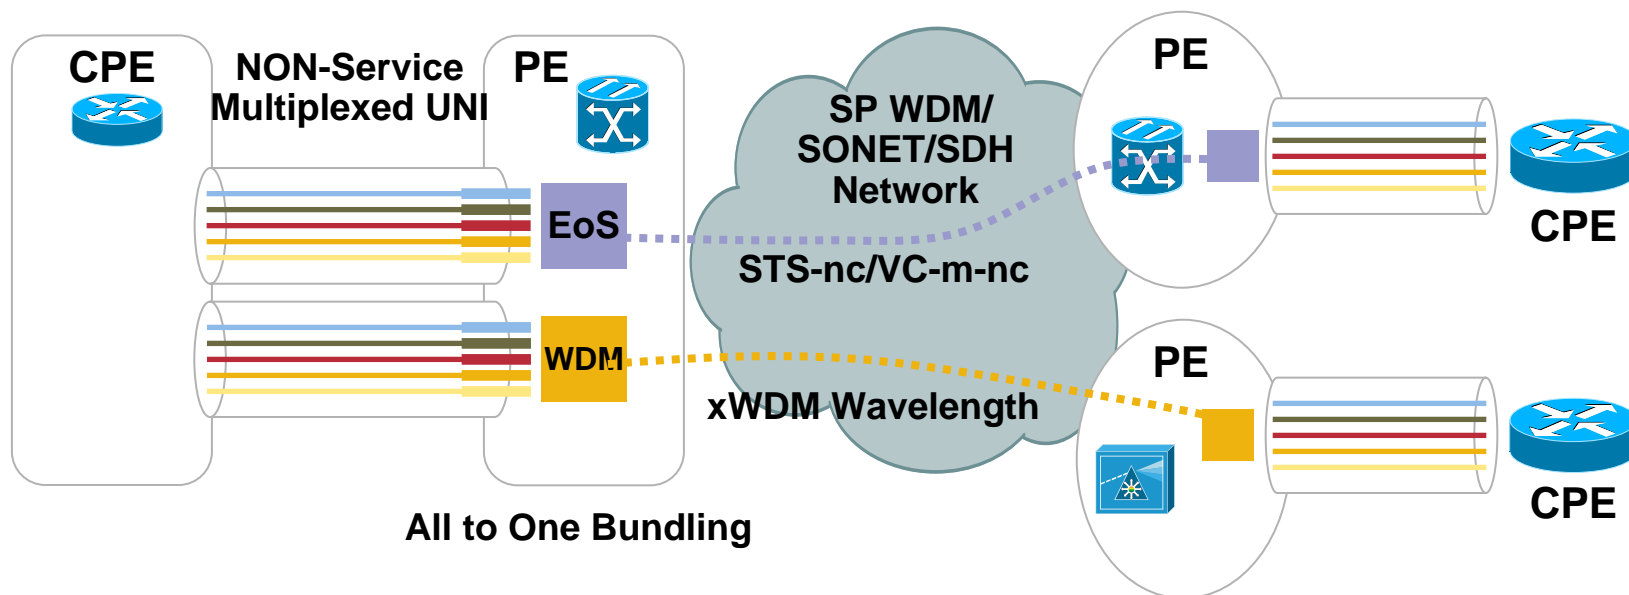 CPE
NON-Service
Multiplexed UNI
PE
SP WDM/
SONET/SDH
Network
PE
EoS
STS-nc/VC-m-nc
CPE
WDM
xWDM Wavelength
PE
CPE
All to One Bundling